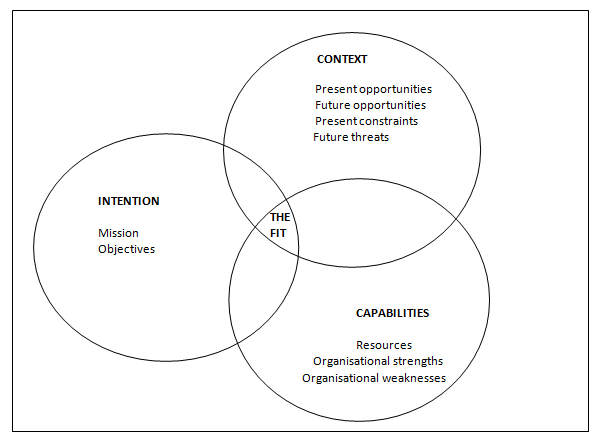 CONTEXT
Present opportunities
Future opportunities
Present constraints
Future threats
INTENTION
Mission
Objectives
THE
FIT
CAPABILITIES
Resources
Organisational strengths
Organisational weaknesses